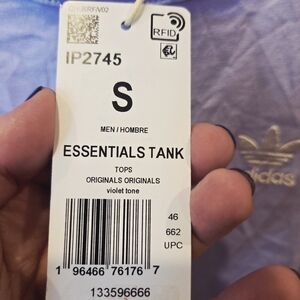 RFID
IP2745
S
MEN / HOMBRE
ESSENTIALS TANK
TOPS
ORIGINALS ORIGINALS
violet tone
46
662
UPC
1 96466 76176 7
133596666
adidas